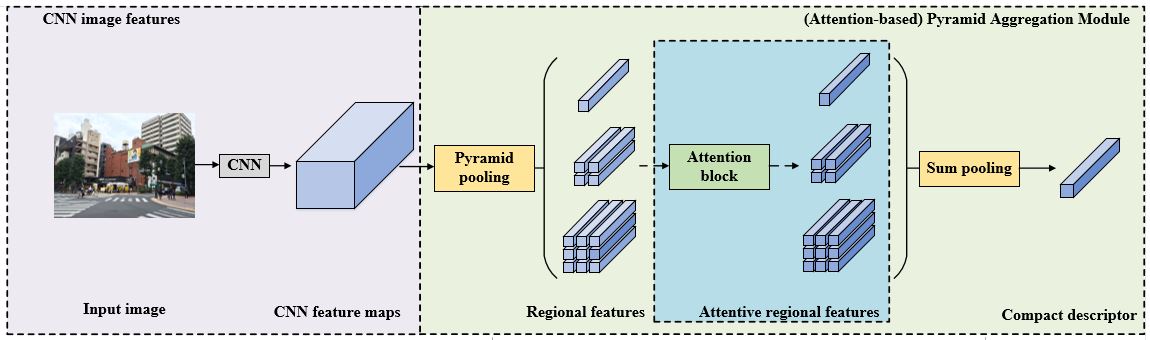 CNN image features
(Attention-based) Pyramid Aggregation Module
CNN
Pyramid
pooling
Attention
block
Sum pooling
Input image
CNN feature maps
Regional features
Attentive regional features
Compact descriptor